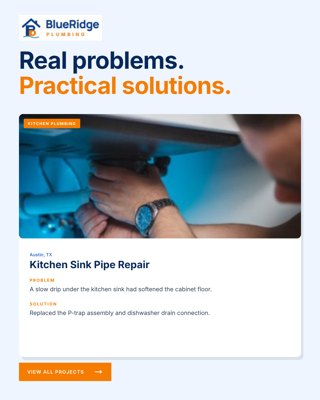 BlueRidge
PLUMBING
Real problems.
Practical solutions.
KITCHEN PLUMBING
Austin, TX
Kitchen Sink Pipe Repair
PROBLEM
A slow drip under the kitchen sink had softened the cabinet floor.
SOLUTION
Replaced the P-trap assembly and dishwasher drain connection.
VIEW ALL PROJECTS →